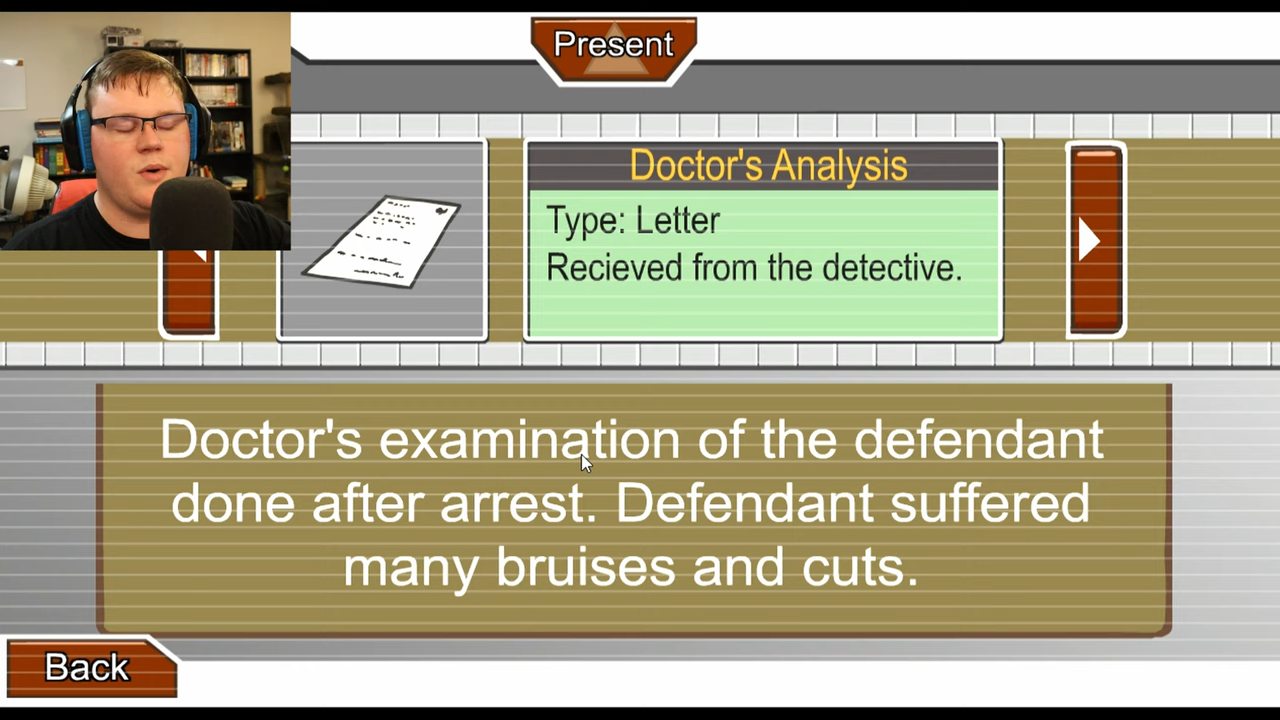 Present
Doctor's Analysis
Type: Letter
Recieved from the detective.
Doctor's examination of the defendant
done after arrest. Defendant suffered
many bruises and cuts.
Back